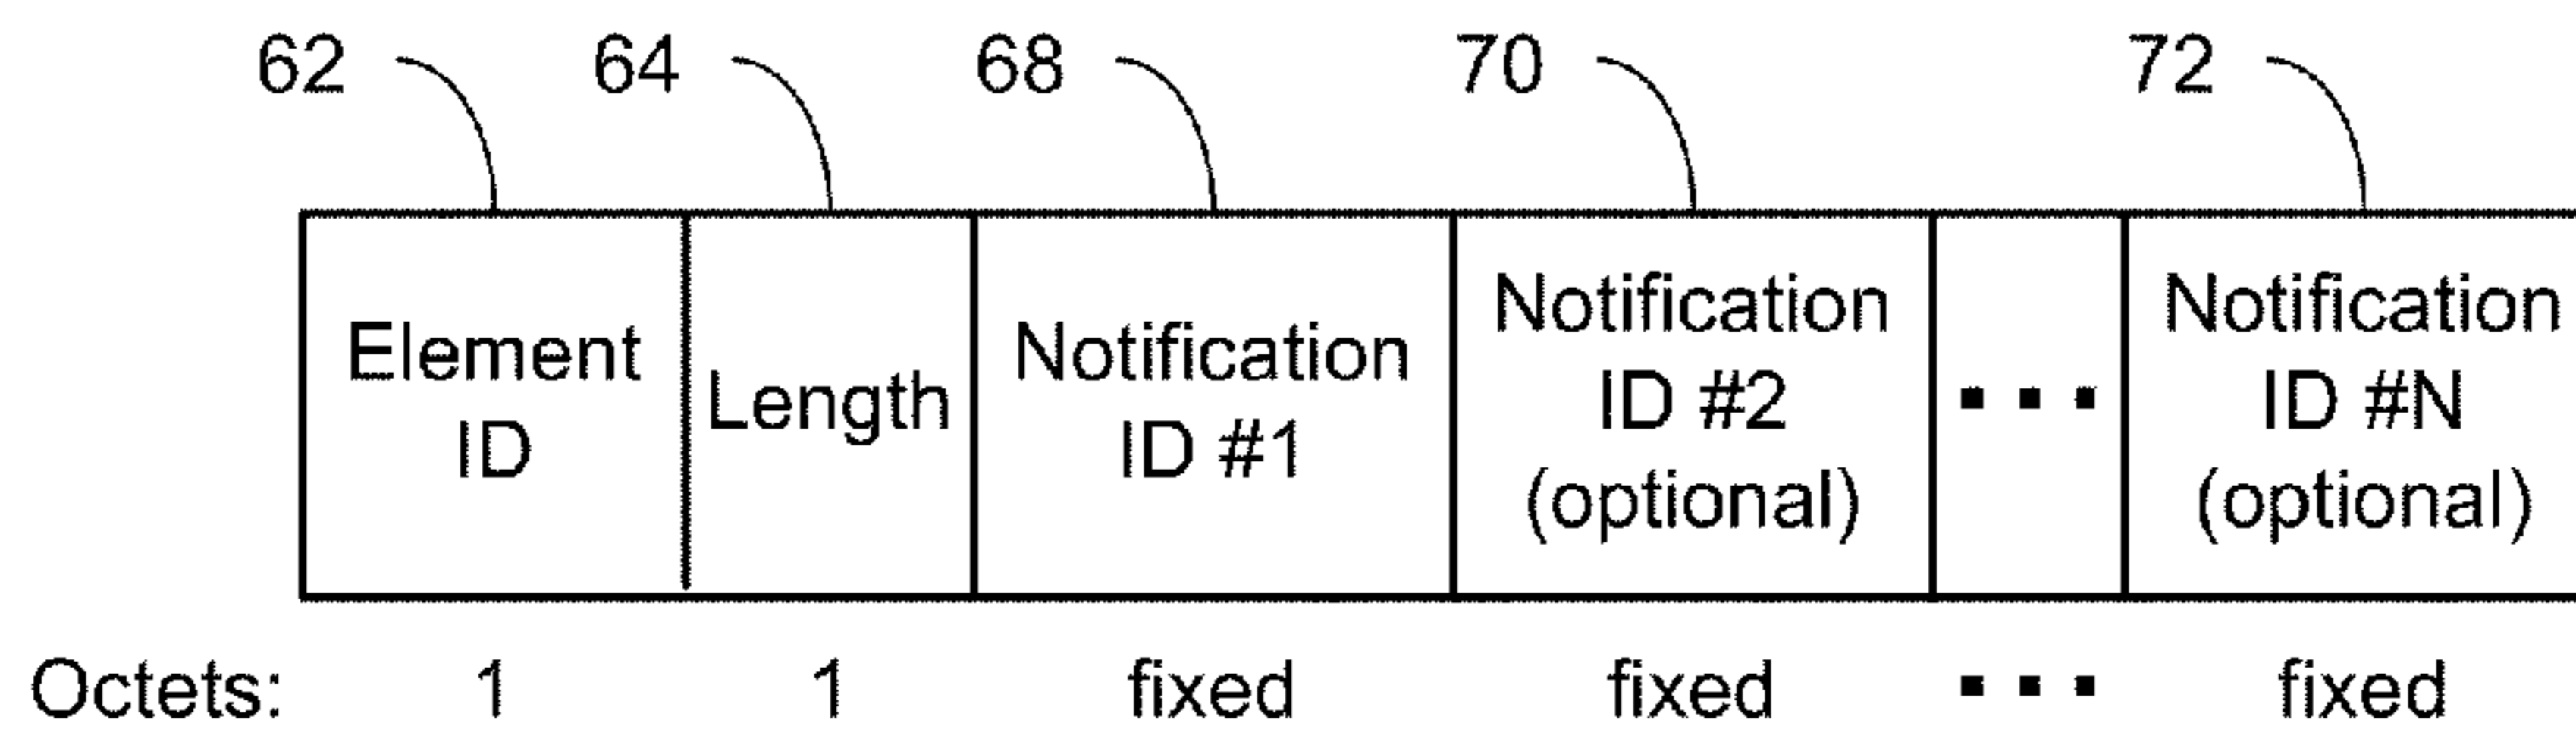 62 64 68 70 72
Element ID
Length
Notification ID #1
Notification ID #2 (optional)
...
Notification ID #N (optional)
Octets: 1 1 fixed fixed ... fixed